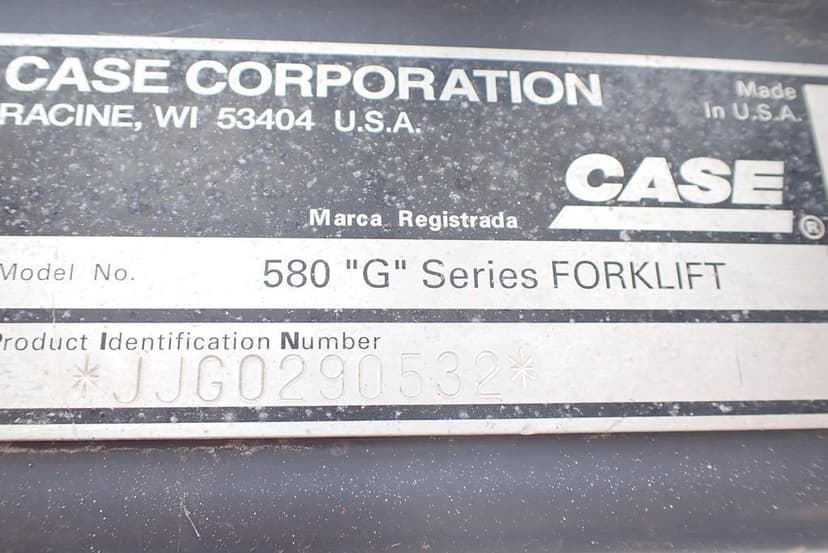 CASE CORPORATION
RACINE, WI 53404 U.S.A.
Made
In U.S.A.
CASE
®
Marca Registrada
Model No.
580 "G" Series FORKLIFT
Product Identification Number
*JJG0290532*